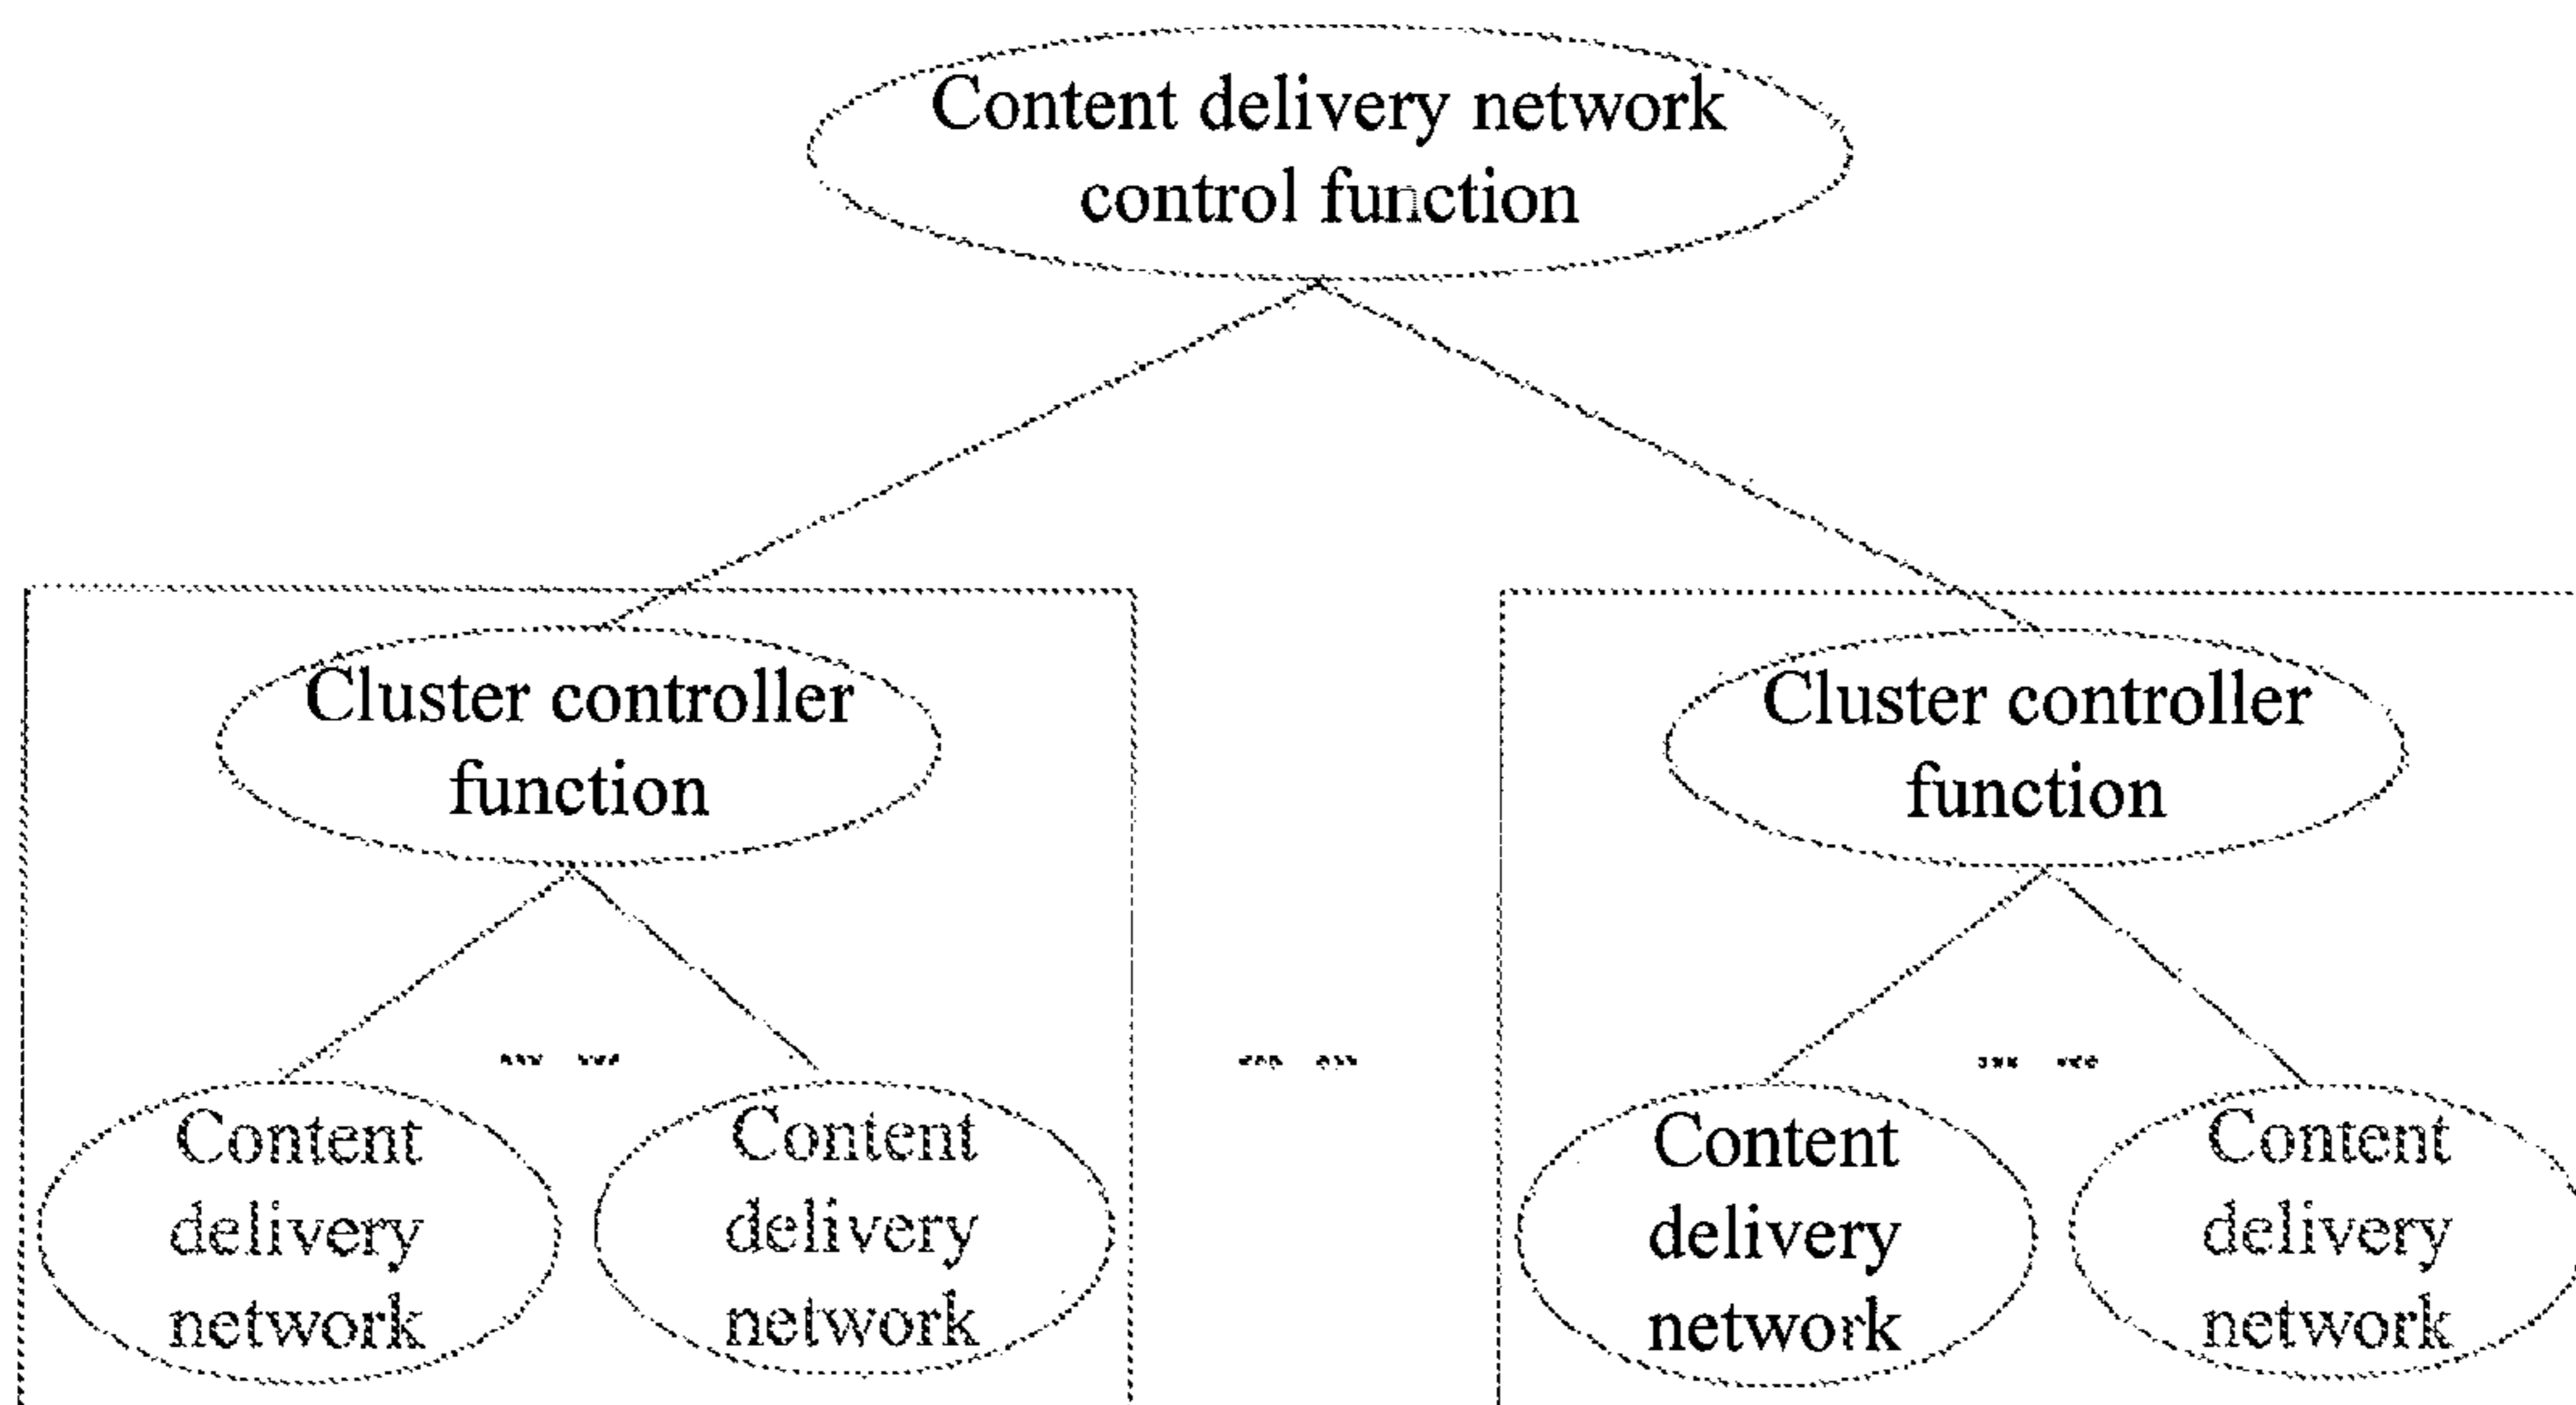 Content delivery network
control function
Cluster controller
function
Cluster controller
function
Content
delivery
network
Content
delivery
network
Content
delivery
network
Content
delivery
network